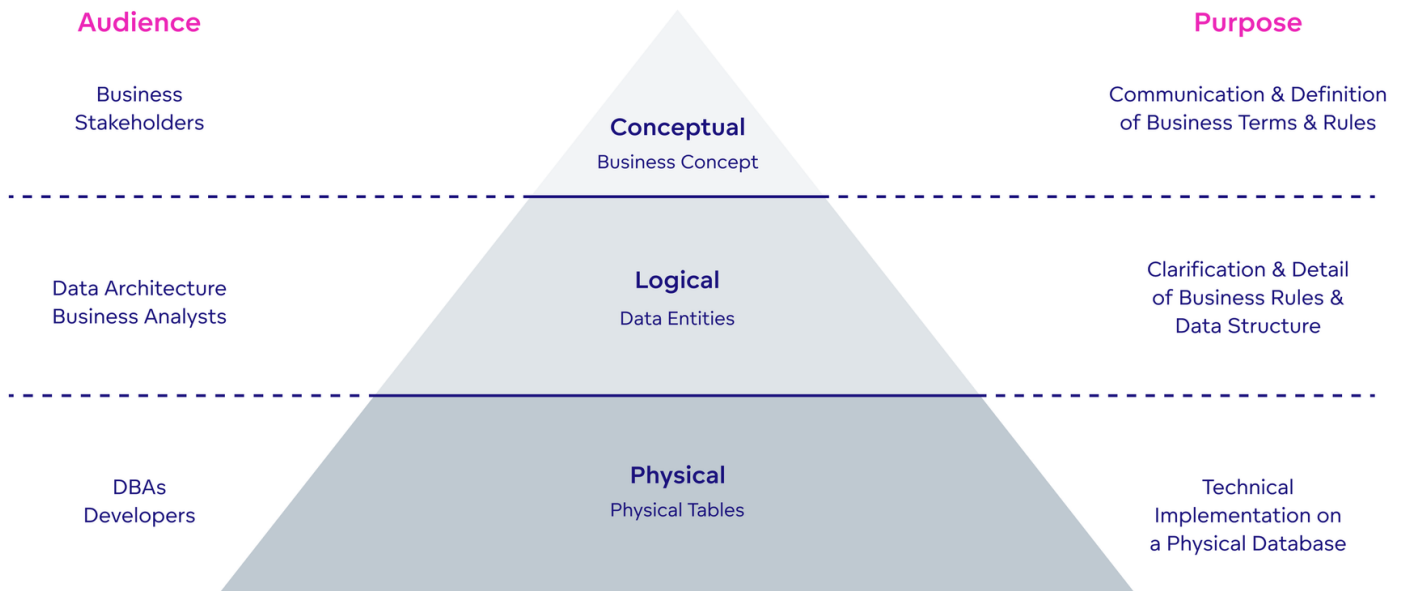 Audience
Purpose
Business
Stakeholders
Conceptual
Business Concept
Communication & Definition
of Business Terms & Rules
Data Architecture
Business Analysts
Logical
Data Entities
Clarification & Detail
of Business Rules &
Data Structure
DBAs
Developers
Physical
Physical Tables
Technical
Implementation on
a Physical Database